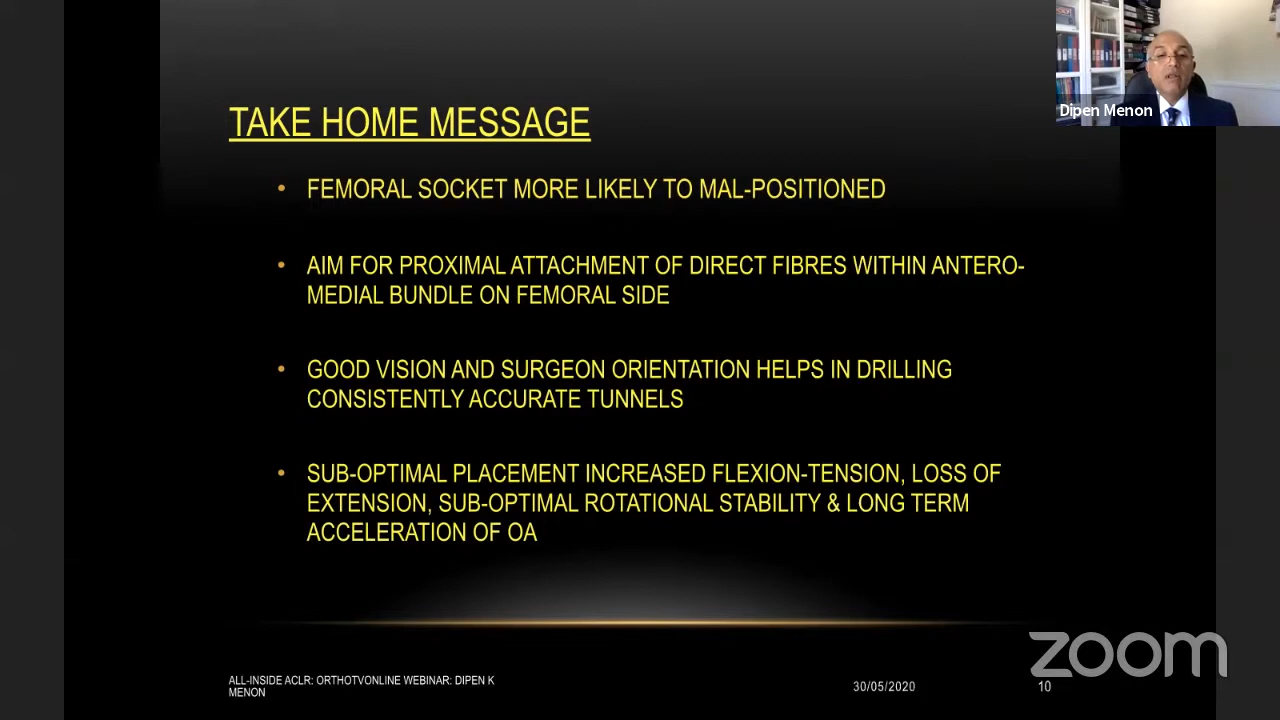 Dipen Menon
TAKE HOME MESSAGE
• FEMORAL SOCKET MORE LIKELY TO MAL-POSITIONED
• AIM FOR PROXIMAL ATTACHMENT OF DIRECT FIBRES WITHIN ANTERO-
MEDIAL BUNDLE ON FEMORAL SIDE
• GOOD VISION AND SURGEON ORIENTATION HELPS IN DRILLING
CONSISTENTLY ACCURATE TUNNELS
• SUB-OPTIMAL PLACEMENT INCREASED FLEXION-TENSION, LOSS OF
EXTENSION, SUB-OPTIMAL ROTATIONAL STABILITY & LONG TERM
ACCELERATION OF OA
ALL-INSIDE ACLR: ORTHOTVONLINE WEBINAR: DIPEN K
MENON
30/05/2020
10
zoom